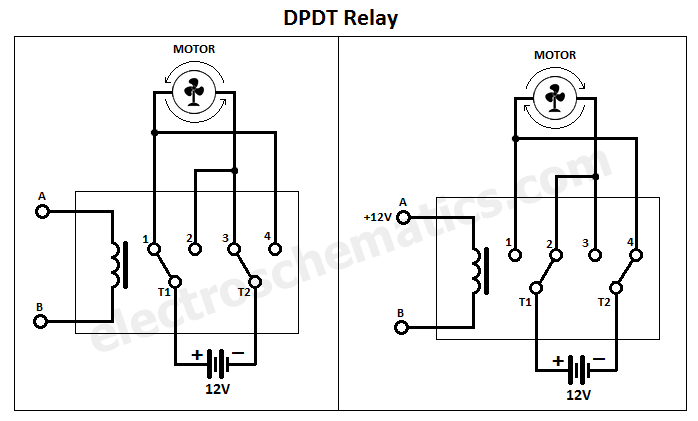 DPDT Relay
MOTOR
A
B
1
2
3
4
T1
T2
+ −
12V
electroschematics.com
MOTOR
A
+12V
B
1
2
3
4
T1
T2
+ −
12V